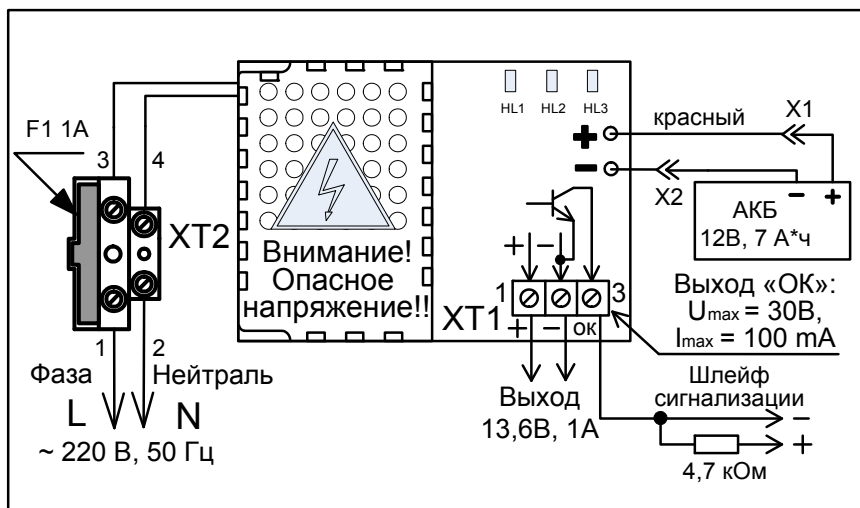 HL1 HL2 HL3
F1 1A
3
4
XT2
1
2
Фаза
Нейтраль
L
N
~ 220 В, 50 Гц
Внимание!
Опасное
напряжение!!
+
−
красный
X1
X2
− +
АКБ
12В, 7 А*ч
+ −
1
3
XT1
+ − ок
Выход
13,6В, 1А
Выход «ОК»:
Umax = 30В,
Imax = 100 mA
Шлейф
сигнализации
−
+
4,7 кОм